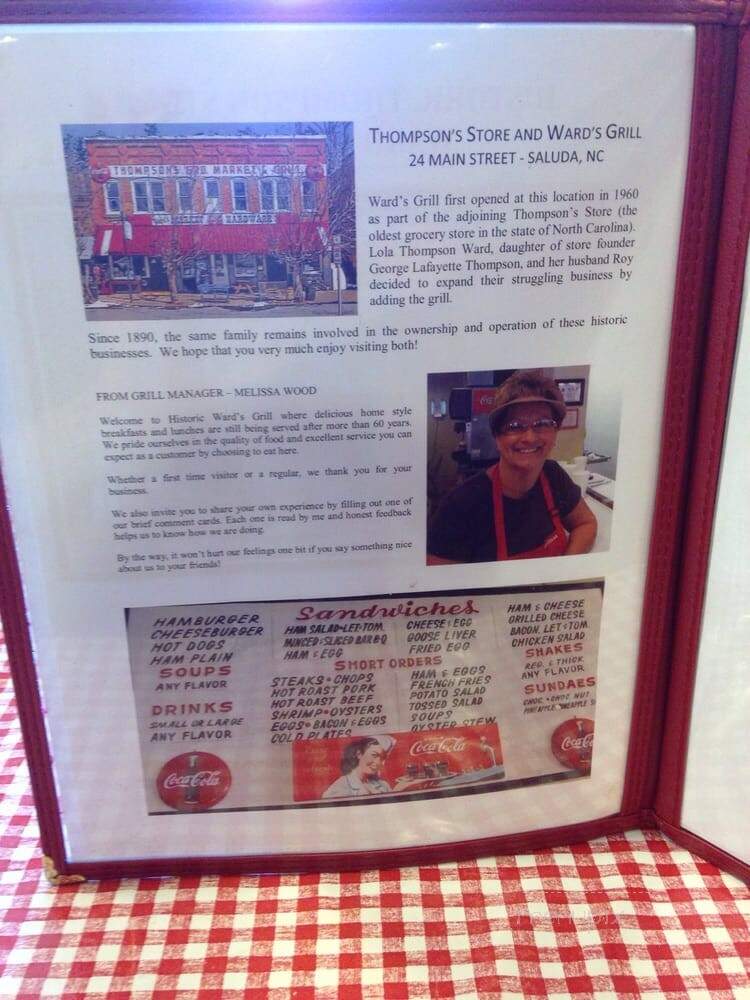 THOMPSON'S STORE AND WARD'S GRILL
24 MAIN STREET - SALUDA, NC
THOMPSONS MARKET GRILL
MARKET HARDWARE
Ward's Grill first opened at this location in 1960
as part of the adjoining Thompson's Store (the
oldest grocery store in the state of North Carolina).
Lola Thompson Ward, daughter of store founder
George Lafayette Thompson, and her husband Roy
decided to expand their struggling business by
adding the grill.
Since 1890, the same family remains involved in the ownership and operation of these historic
businesses. We hope that you very much enjoy visiting both!
FROM GRILL MANAGER – MELISSA WOOD
Welcome to Historic Ward's Grill where delicious home style
breakfasts and lunches are still being served after more than 60 years.
We pride ourselves in the quality of food and excellent service you can
expect as a customer by choosing to eat here.
Whether a first time visitor or a regular, we thank you for your
business.
We also invite you to share your own experience by filling out one of
our brief comment cards. Each one is read by me and honest feedback
helps us to know how we are doing.
By the way, it won't hurt our feelings one bit if you say something nice
about us to your friends!
HAMBURGER
CHEESEBURGER
HOT DOGS
HAM PLAIN
SOUPS
ANY FLAVOR
DRINKS
SMALL OR LARGE
ANY FLAVOR
Coca-Cola
Sandwiches
HAM SALAD-LET-TOM.
MINCED & SLICED BAR B Q
HAM & EGG
CHEESE & EGG
GOOSE LIVER
FRIED EGG
SHORT ORDERS
STEAKS • CHOPS
HOT ROAST PORK
HOT ROAST BEEF
SHRIMP • OYSTERS
EGGS • BACON & EGGS
COLD PLATES
HAM & EGGS
FRENCH FRIES
POTATO SALAD
TOSSED SALAD
SOUPS
OYSTER STEW
Coca-Cola
HAM & CHEESE
GRILLED CHEESE
BACON, LET & TOM
CHICKEN SALAD
SHAKES
REG. & THICK
ANY FLAVOR
SUNDAES
CHOC. • CHOC. NUT
PINEAPPLE
Coca-Cola